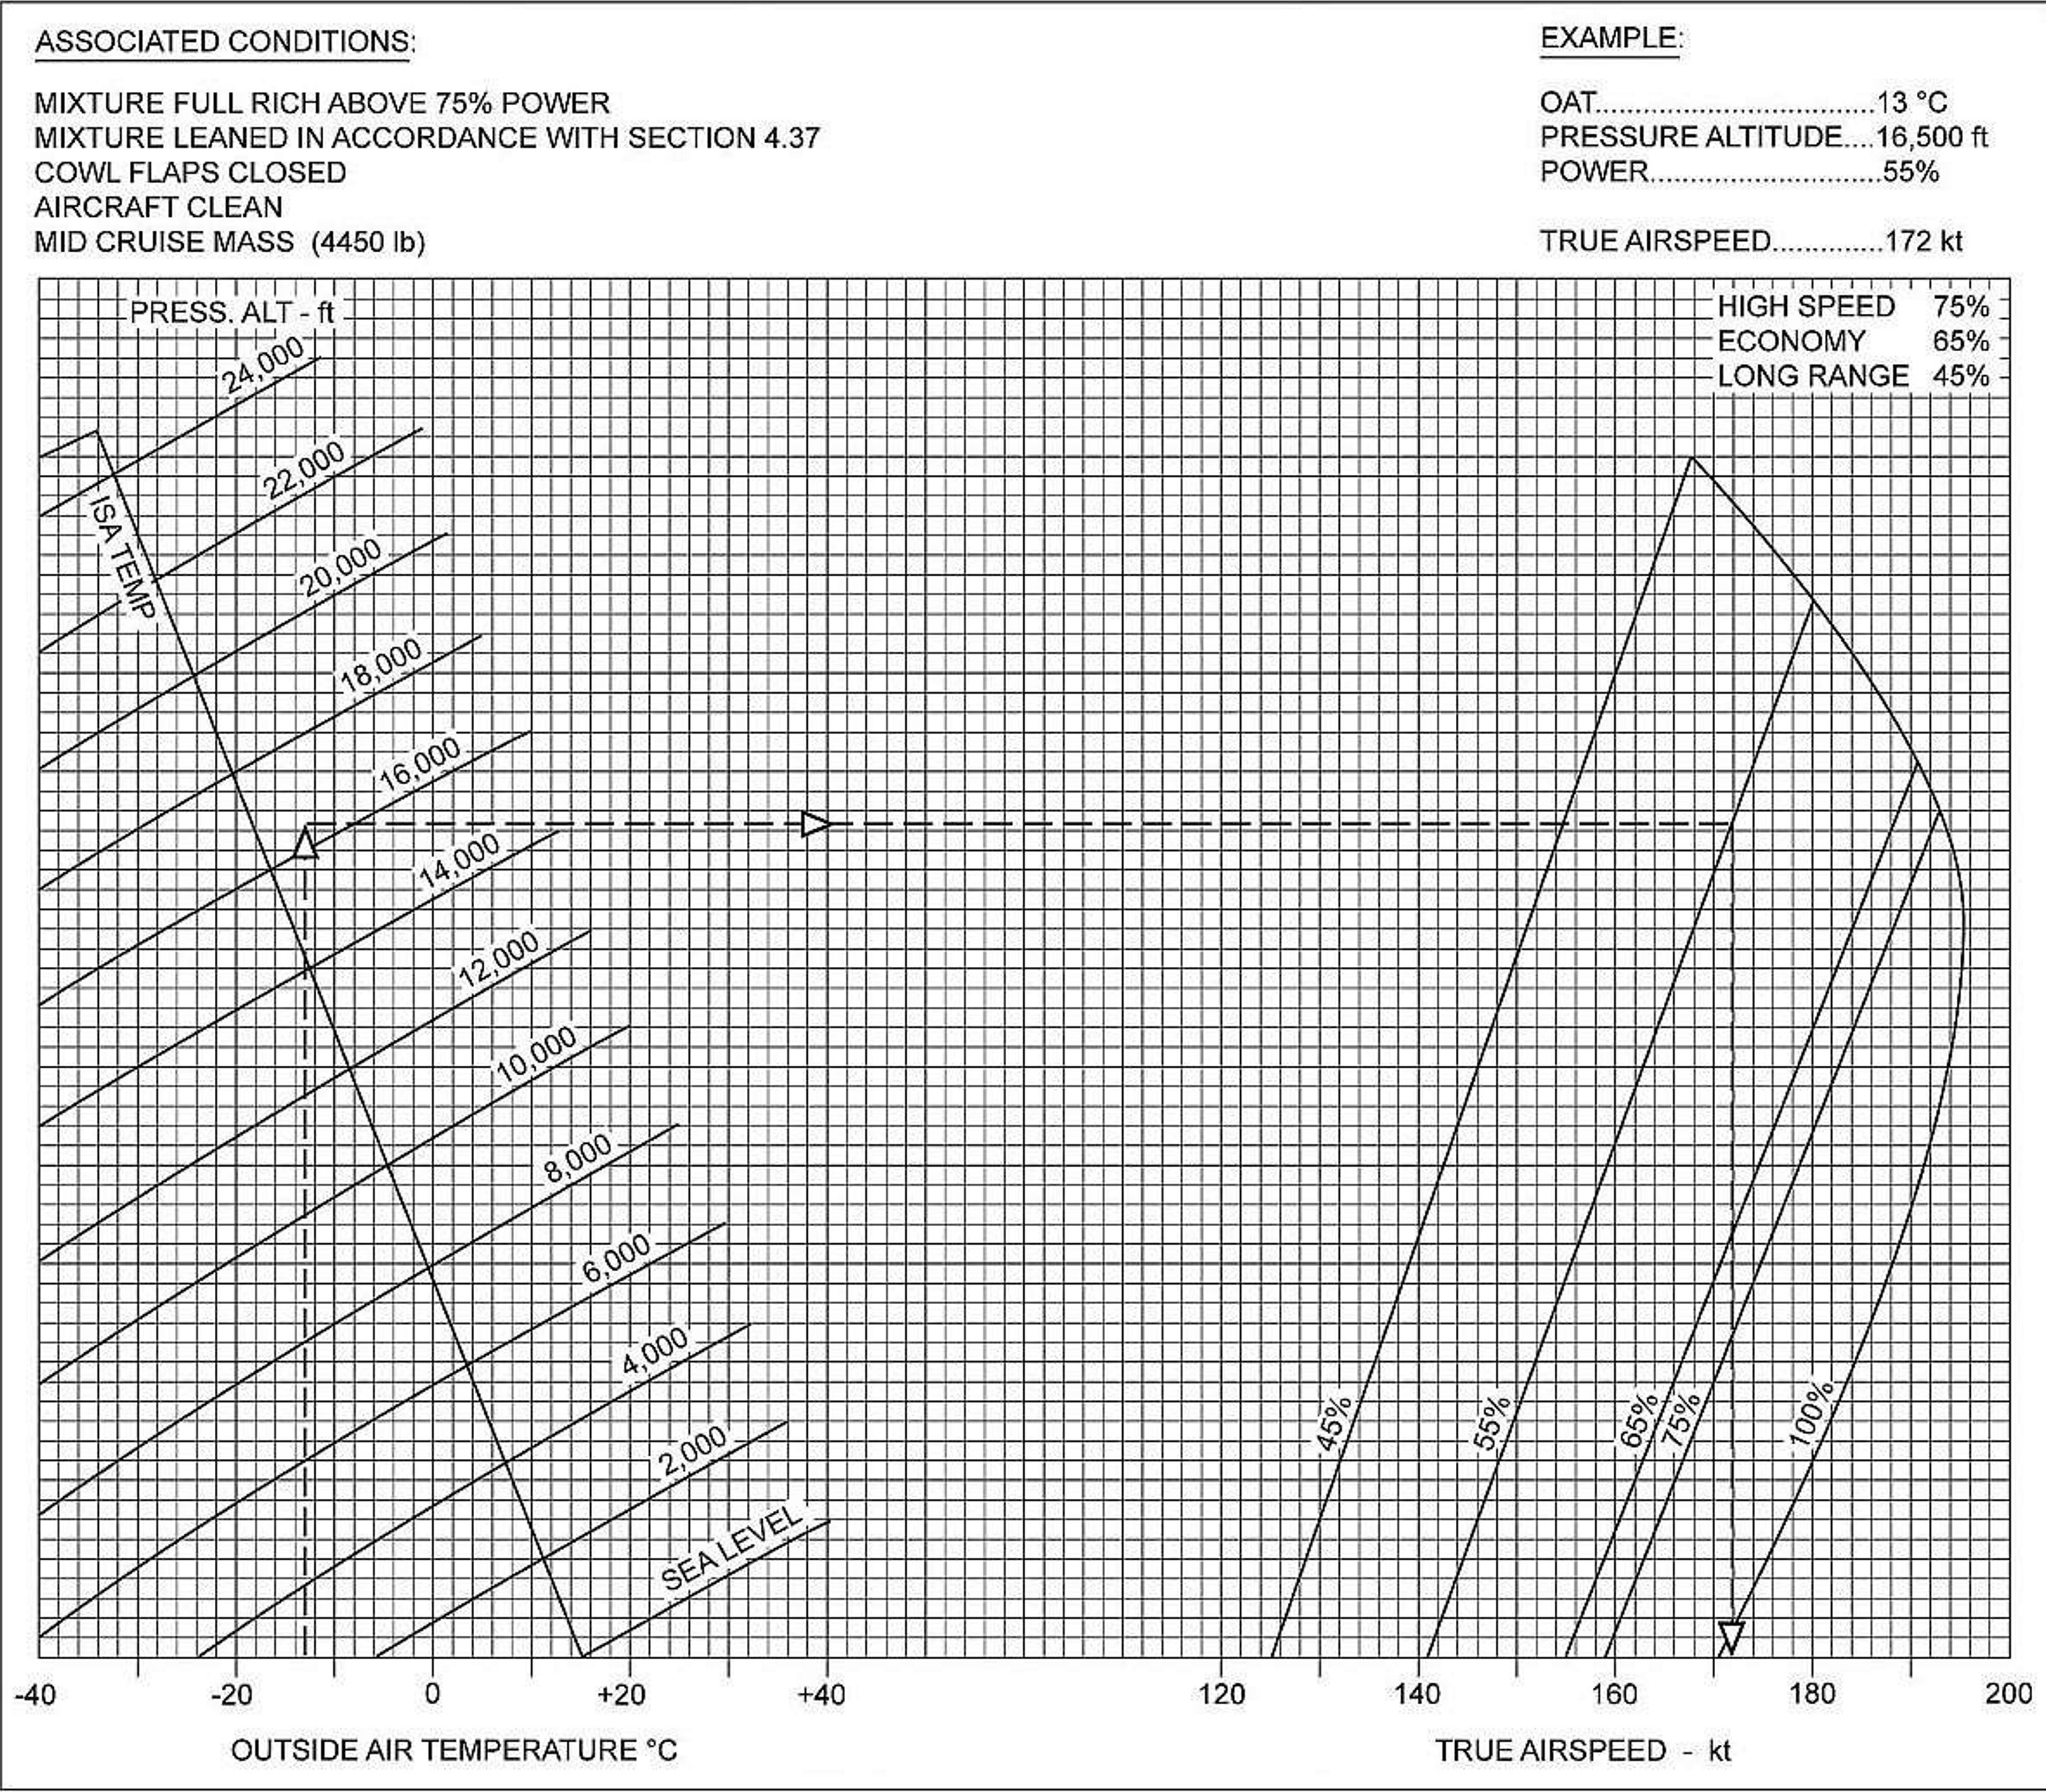 ASSOCIATED CONDITIONS:
MIXTURE FULL RICH ABOVE 75% POWER
MIXTURE LEANED IN ACCORDANCE WITH SECTION 4.37
COWL FLAPS CLOSED
AIRCRAFT CLEAN
MID CRUISE MASS (4450 lb)
EXAMPLE:
OAT..................................13 °C
PRESSURE ALTITUDE....16,500 ft
POWER.............................55%
TRUE AIRSPEED..............172 kt
PRESS. ALT - ft
HIGH SPEED 75%
ECONOMY 65%
LONG RANGE 45%
24,000
22,000
ISA TEMP
20,000
18,000
16,000
14,000
12,000
10,000
8,000
6,000
4,000
2,000
SEA LEVEL
45%
55%
65%
75%
100%
-40 -20 0 +20 +40 120 140 160 180 200
OUTSIDE AIR TEMPERATURE °C
TRUE AIRSPEED - kt